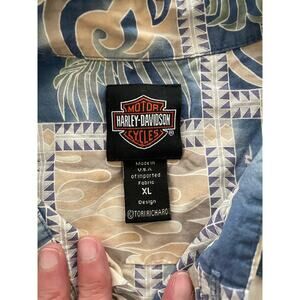 MOTOR
HARLEY-DAVIDSON
CYCLES
®
Made in
U.S.A
of imported
Fabric
XL
Design
©TORI RICHARD